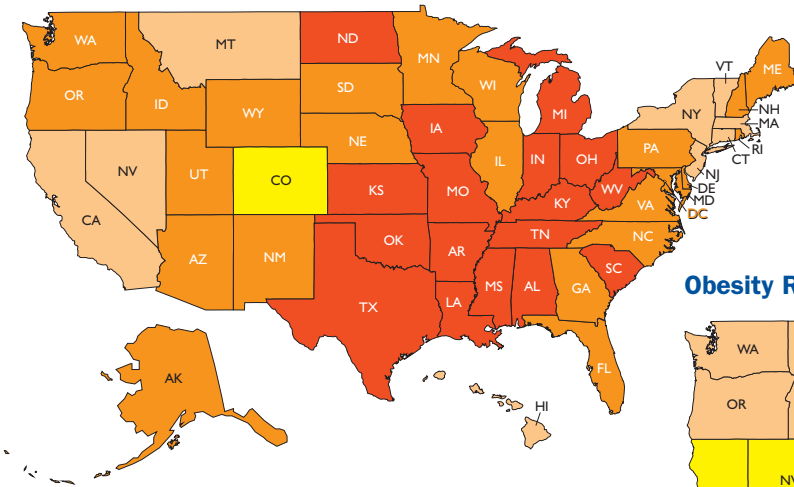 WA
MT
ND
MN
VT
ME
OR
ID
WY
SD
WI
MI
NY
NH
MA
RI
CT
NV
UT
CO
NE
IA
IL
IN
OH
PA
NJ
DE
MD
DC
CA
KS
MO
KY
WV
VA
AZ
NM
OK
AR
TN
NC
SC
TX
LA
MS
AL
GA
FL
AK
HI
Obesity R
WA
OR
NV